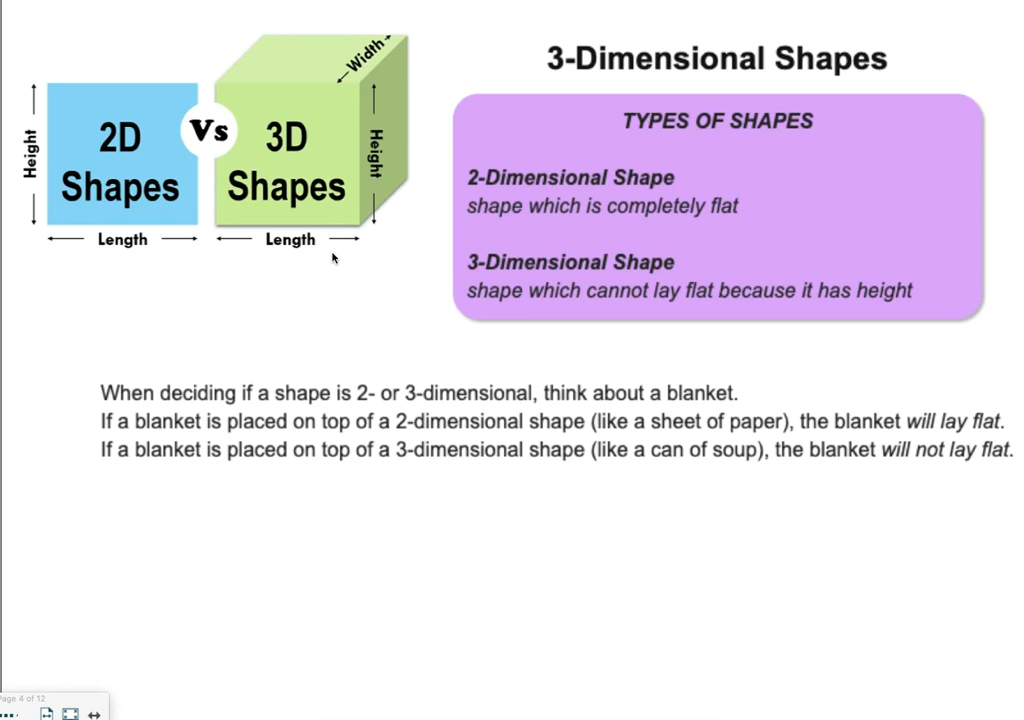 Width
3-Dimensional Shapes
Height
2D
Shapes
Vs
3D
Shapes
Height
Length
Length
TYPES OF SHAPES
2-Dimensional Shape
shape which is completely flat
3-Dimensional Shape
shape which cannot lay flat because it has height
When deciding if a shape is 2- or 3-dimensional, think about a blanket.
If a blanket is placed on top of a 2-dimensional shape (like a sheet of paper), the blanket will lay flat.
If a blanket is placed on top of a 3-dimensional shape (like a can of soup), the blanket will not lay flat.
Page 4 of 12